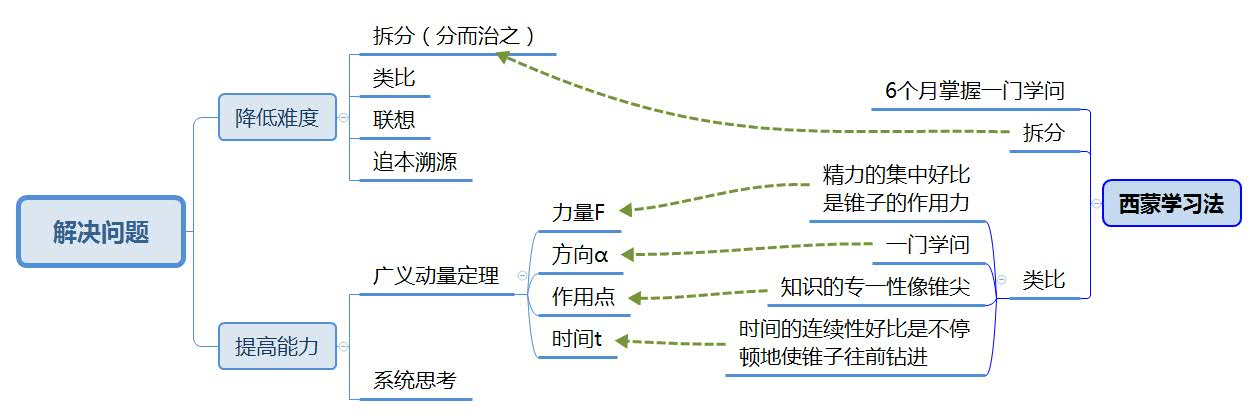 解决问题
降低难度
拆分（分而治之）
类比
联想
追本溯源
提高能力
广义动量定理
力量F
方向α
作用点
时间t
系统思考
西蒙学习法
6个月掌握一门学问
拆分
类比
精力的集中好比
是锥子的作用力
一门学问
知识的专一性像锥尖
时间的连续性好比是不停
顿地使锥子往前钻进